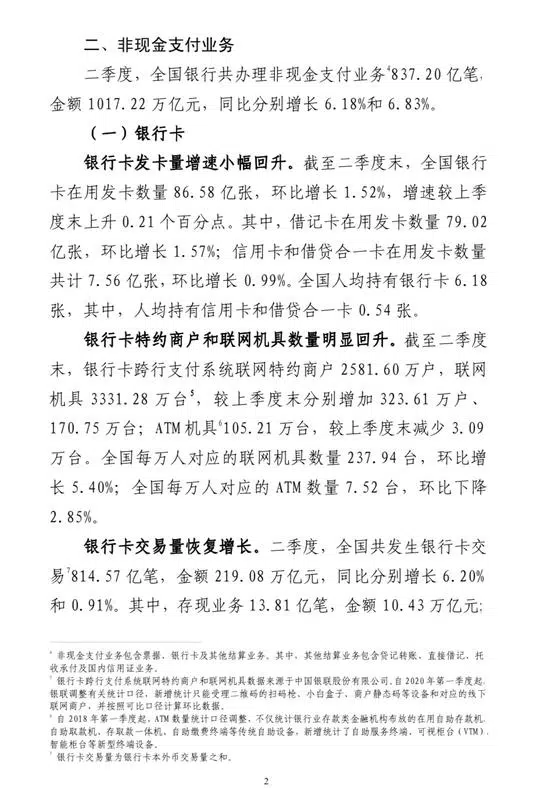 二、非现金支付业务
二季度，全国银行共办理非现金支付业务⁴837.20 亿笔，
金额 1017.22 万亿元，同比分别增长 6.18%和 6.83%。
（一）银行卡
银行卡发卡量增速小幅回升。截至二季度末，全国银行
卡在用发卡数量 86.58 亿张，环比增长 1.52%，增速较上季
度末上升 0.21 个百分点。其中，借记卡在用发卡数量 79.02
亿张，环比增长 1.57%；信用卡和借贷合一卡在用发卡数量
共计 7.56 亿张，环比增长 0.99%。全国人均持有银行卡 6.18
张，其中，人均持有信用卡和借贷合一卡 0.54 张。
银行卡特约商户和联网机具数量明显回升。截至二季度
末，银行卡跨行支付系统联网特约商户 2581.60 万户，联网
机具 3331.28 万台⁵，较上季度末分别增加 323.61 万户、
170.75 万台；ATM 机具⁶105.21 万台，较上季度末减少 3.09
万台。全国每万人对应的联网机具数量 237.94 台，环比增
长 5.40%；全国每万人对应的 ATM 数量 7.52 台，环比下降
2.85%。
银行卡交易量恢复增长。二季度，全国共发生银行卡交
易⁷814.57 亿笔，金额 219.08 万亿元，同比分别增长 6.20%
和 0.91%。其中，存现业务 13.81 亿笔，金额 10.43 万亿元；
⁴ 非现金支付业务包含票据、银行卡及其他结算业务。其中，其他结算业务包含贷记转账、直接借记、托
收承付及国内信用证业务。
⁵ 银行卡跨行支付系统联网特约商户和联网机具数据来源于中国银联股份有限公司。自 2020 年第一季度起，
银联调整有关统计口径，新增统计只能受理二维码的扫码枪、小白盒子、商户静态码等设备和对应的线下
联网商户，并按照可比口径计算环比数据。
⁶ 自 2018 年第一季度起，ATM 数量统计口径调整，不仅统计银行业存款类金融机构布放的在用自助存款机、
自助取款机、存取款一体机、自助缴费终端等传统自助设备，新增统计了自助服务终端、可视柜台（VTM）、
智能柜台等新型终端设备。
⁷ 银行卡交易量为银行卡本外币交易量之和。
2